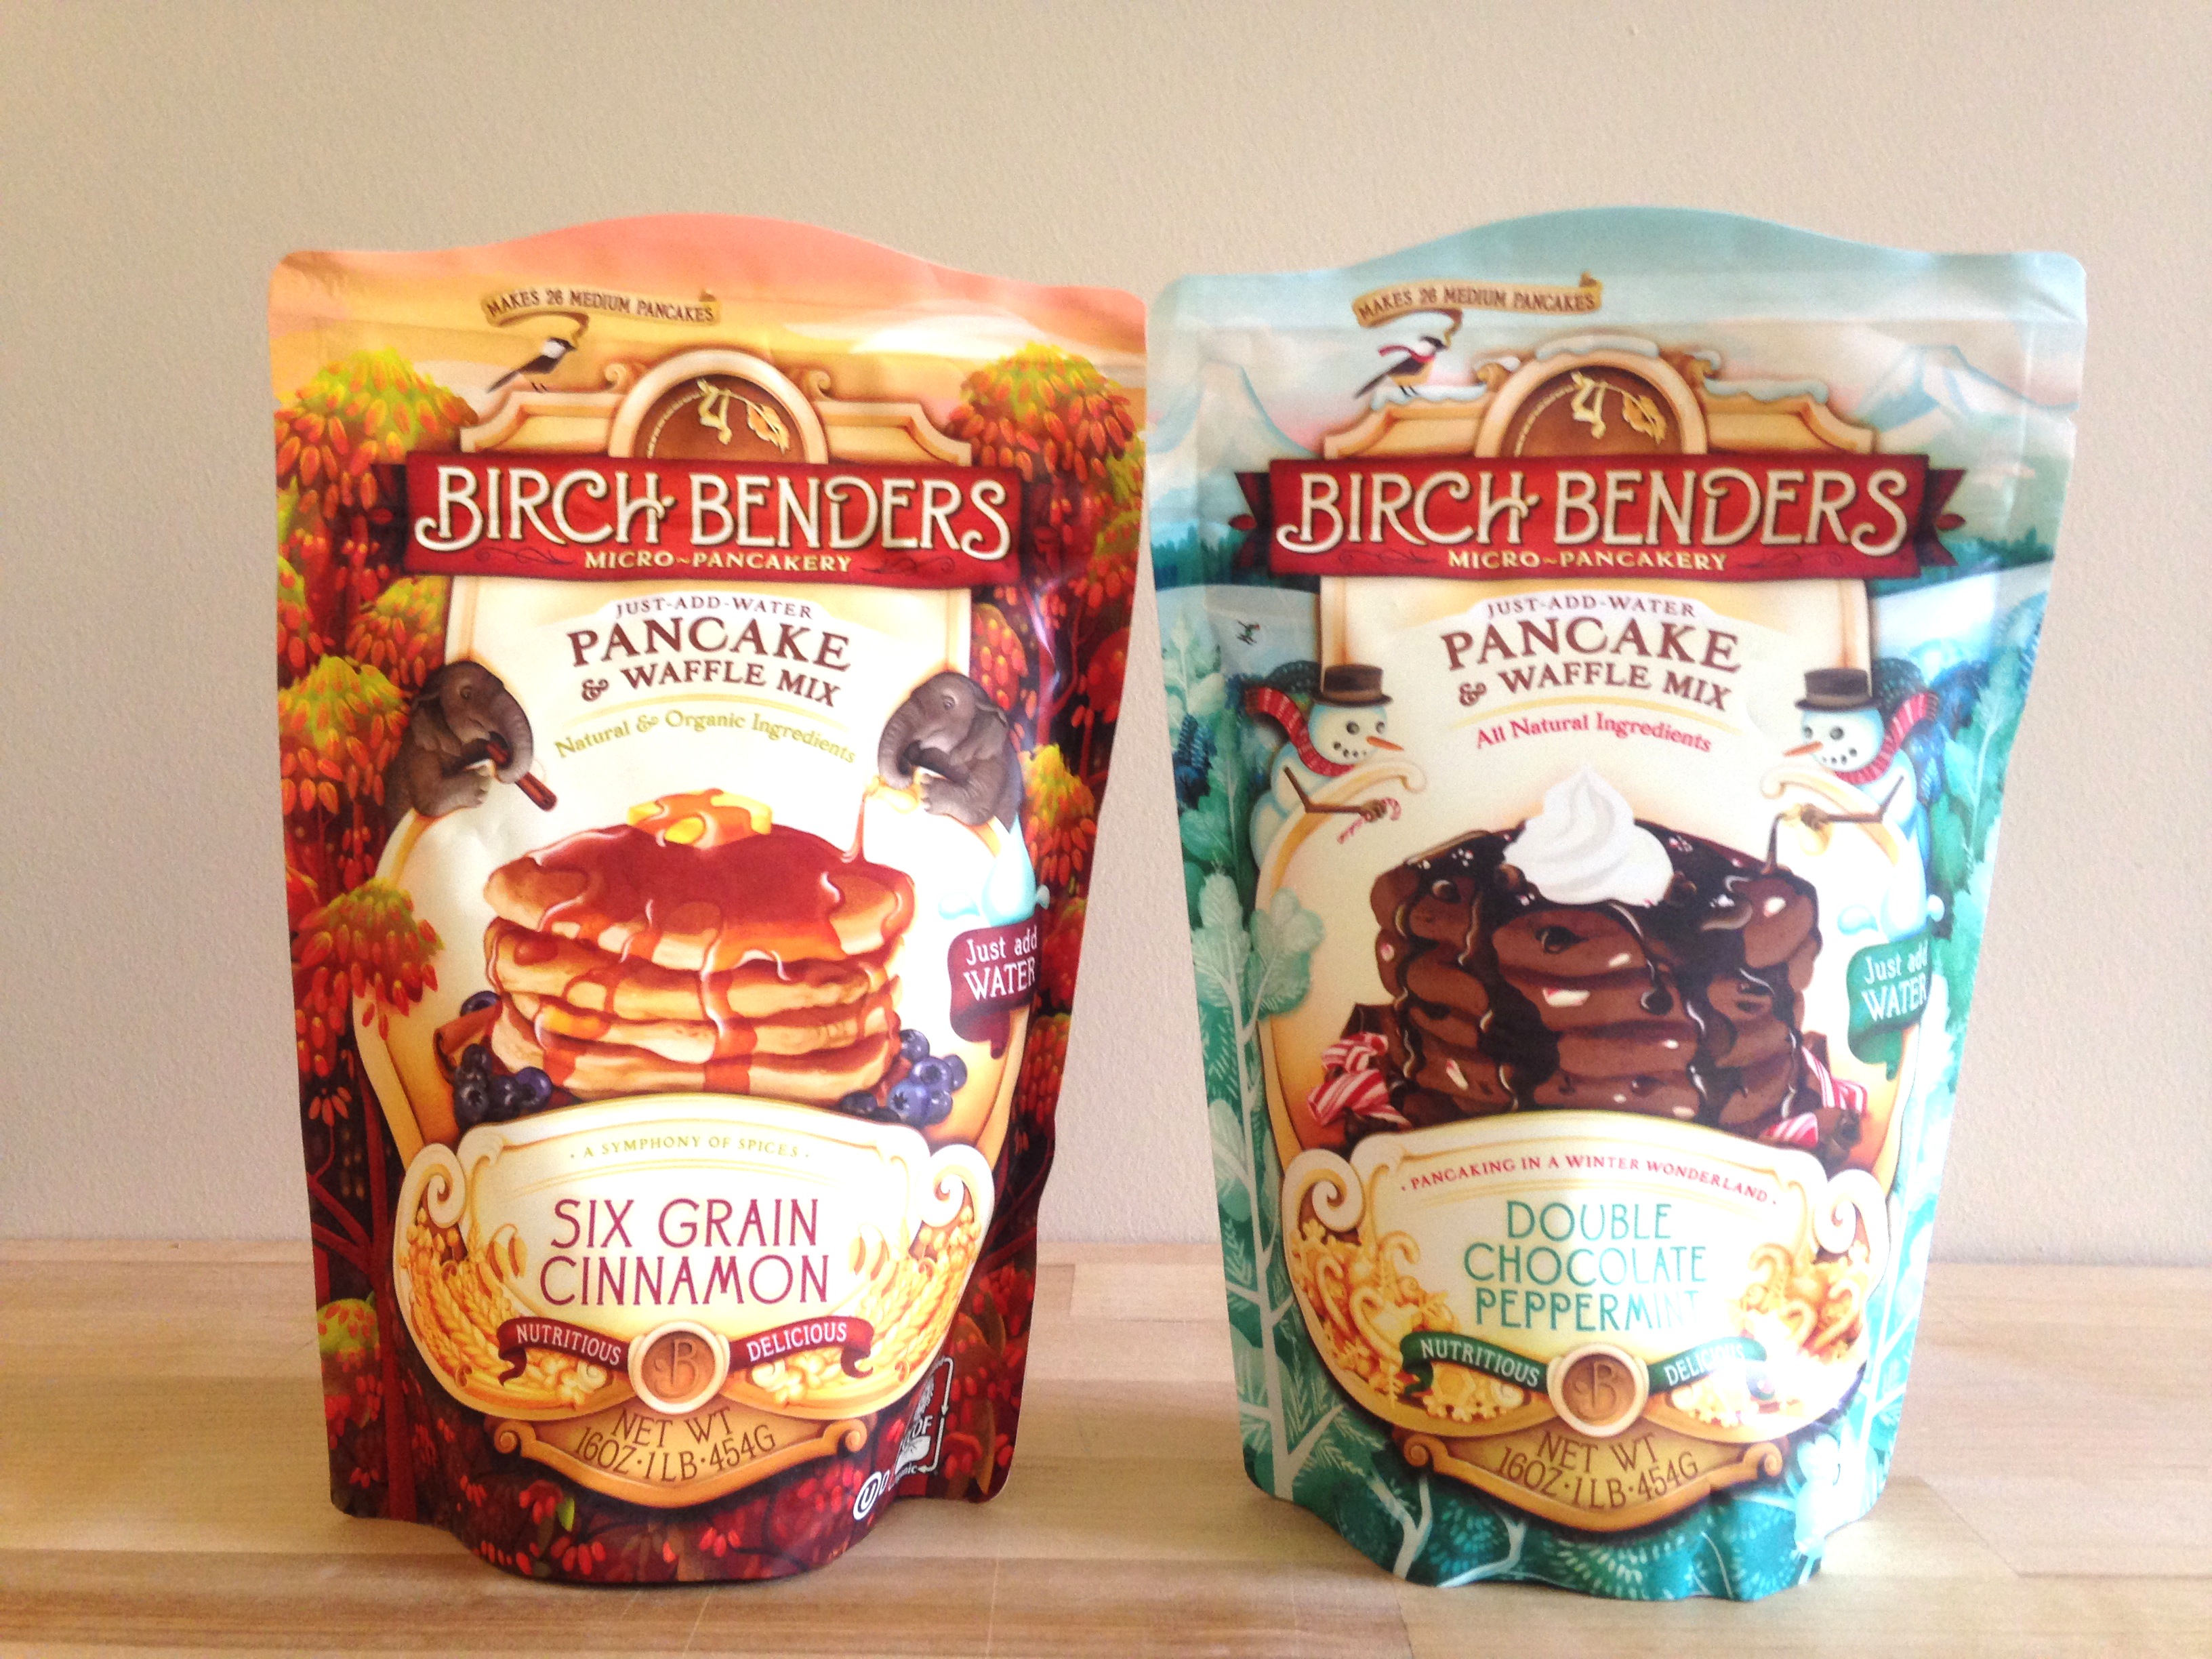 MAKES 26 MEDIUM PANCAKES
BIRCH BENDERS
MICRO~PANCAKERY
JUST-ADD-WATER
PANCAKE
& WAFFLE MIX
Natural & Organic Ingredients
Just add
WATER
· A SYMPHONY OF SPICES ·
SIX GRAIN
CINNAMON
NUTRITIOUS B DELICIOUS
NET WT
16OZ·1LB·454G
U D
MAKES 26 MEDIUM PANCAKES
BIRCH BENDERS
MICRO~PANCAKERY
JUST-ADD-WATER
PANCAKE
& WAFFLE MIX
All Natural Ingredients
Just add
WATER
· PANCAKING IN A WINTER WONDERLAND ·
DOUBLE
CHOCOLATE
PEPPERMINT
NUTRITIOUS B DELICIOUS
NET WT
16OZ·1LB·454G